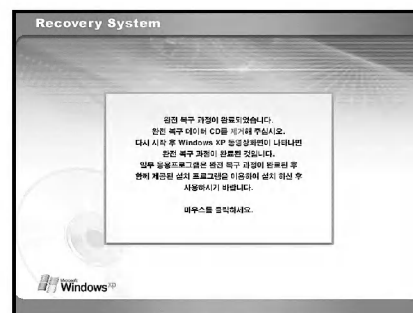 Recovery System
완전 복구 과정이 완료되었습니다.
완전 복구 데이터 CD를 제거해 주십시오.
다시 시작 후 Windows XP 동영상화면이 나타나면
완전 복구 과정이 완료된 것입니다.
일부 응용프로그램은 완전 복구 과정이 완료된 후
함께 제공된 설치 프로그램을 이용하여 설치 하신 후
사용하시기 바랍니다.
마우스를 클릭하세요.
Microsoft
Windows xp